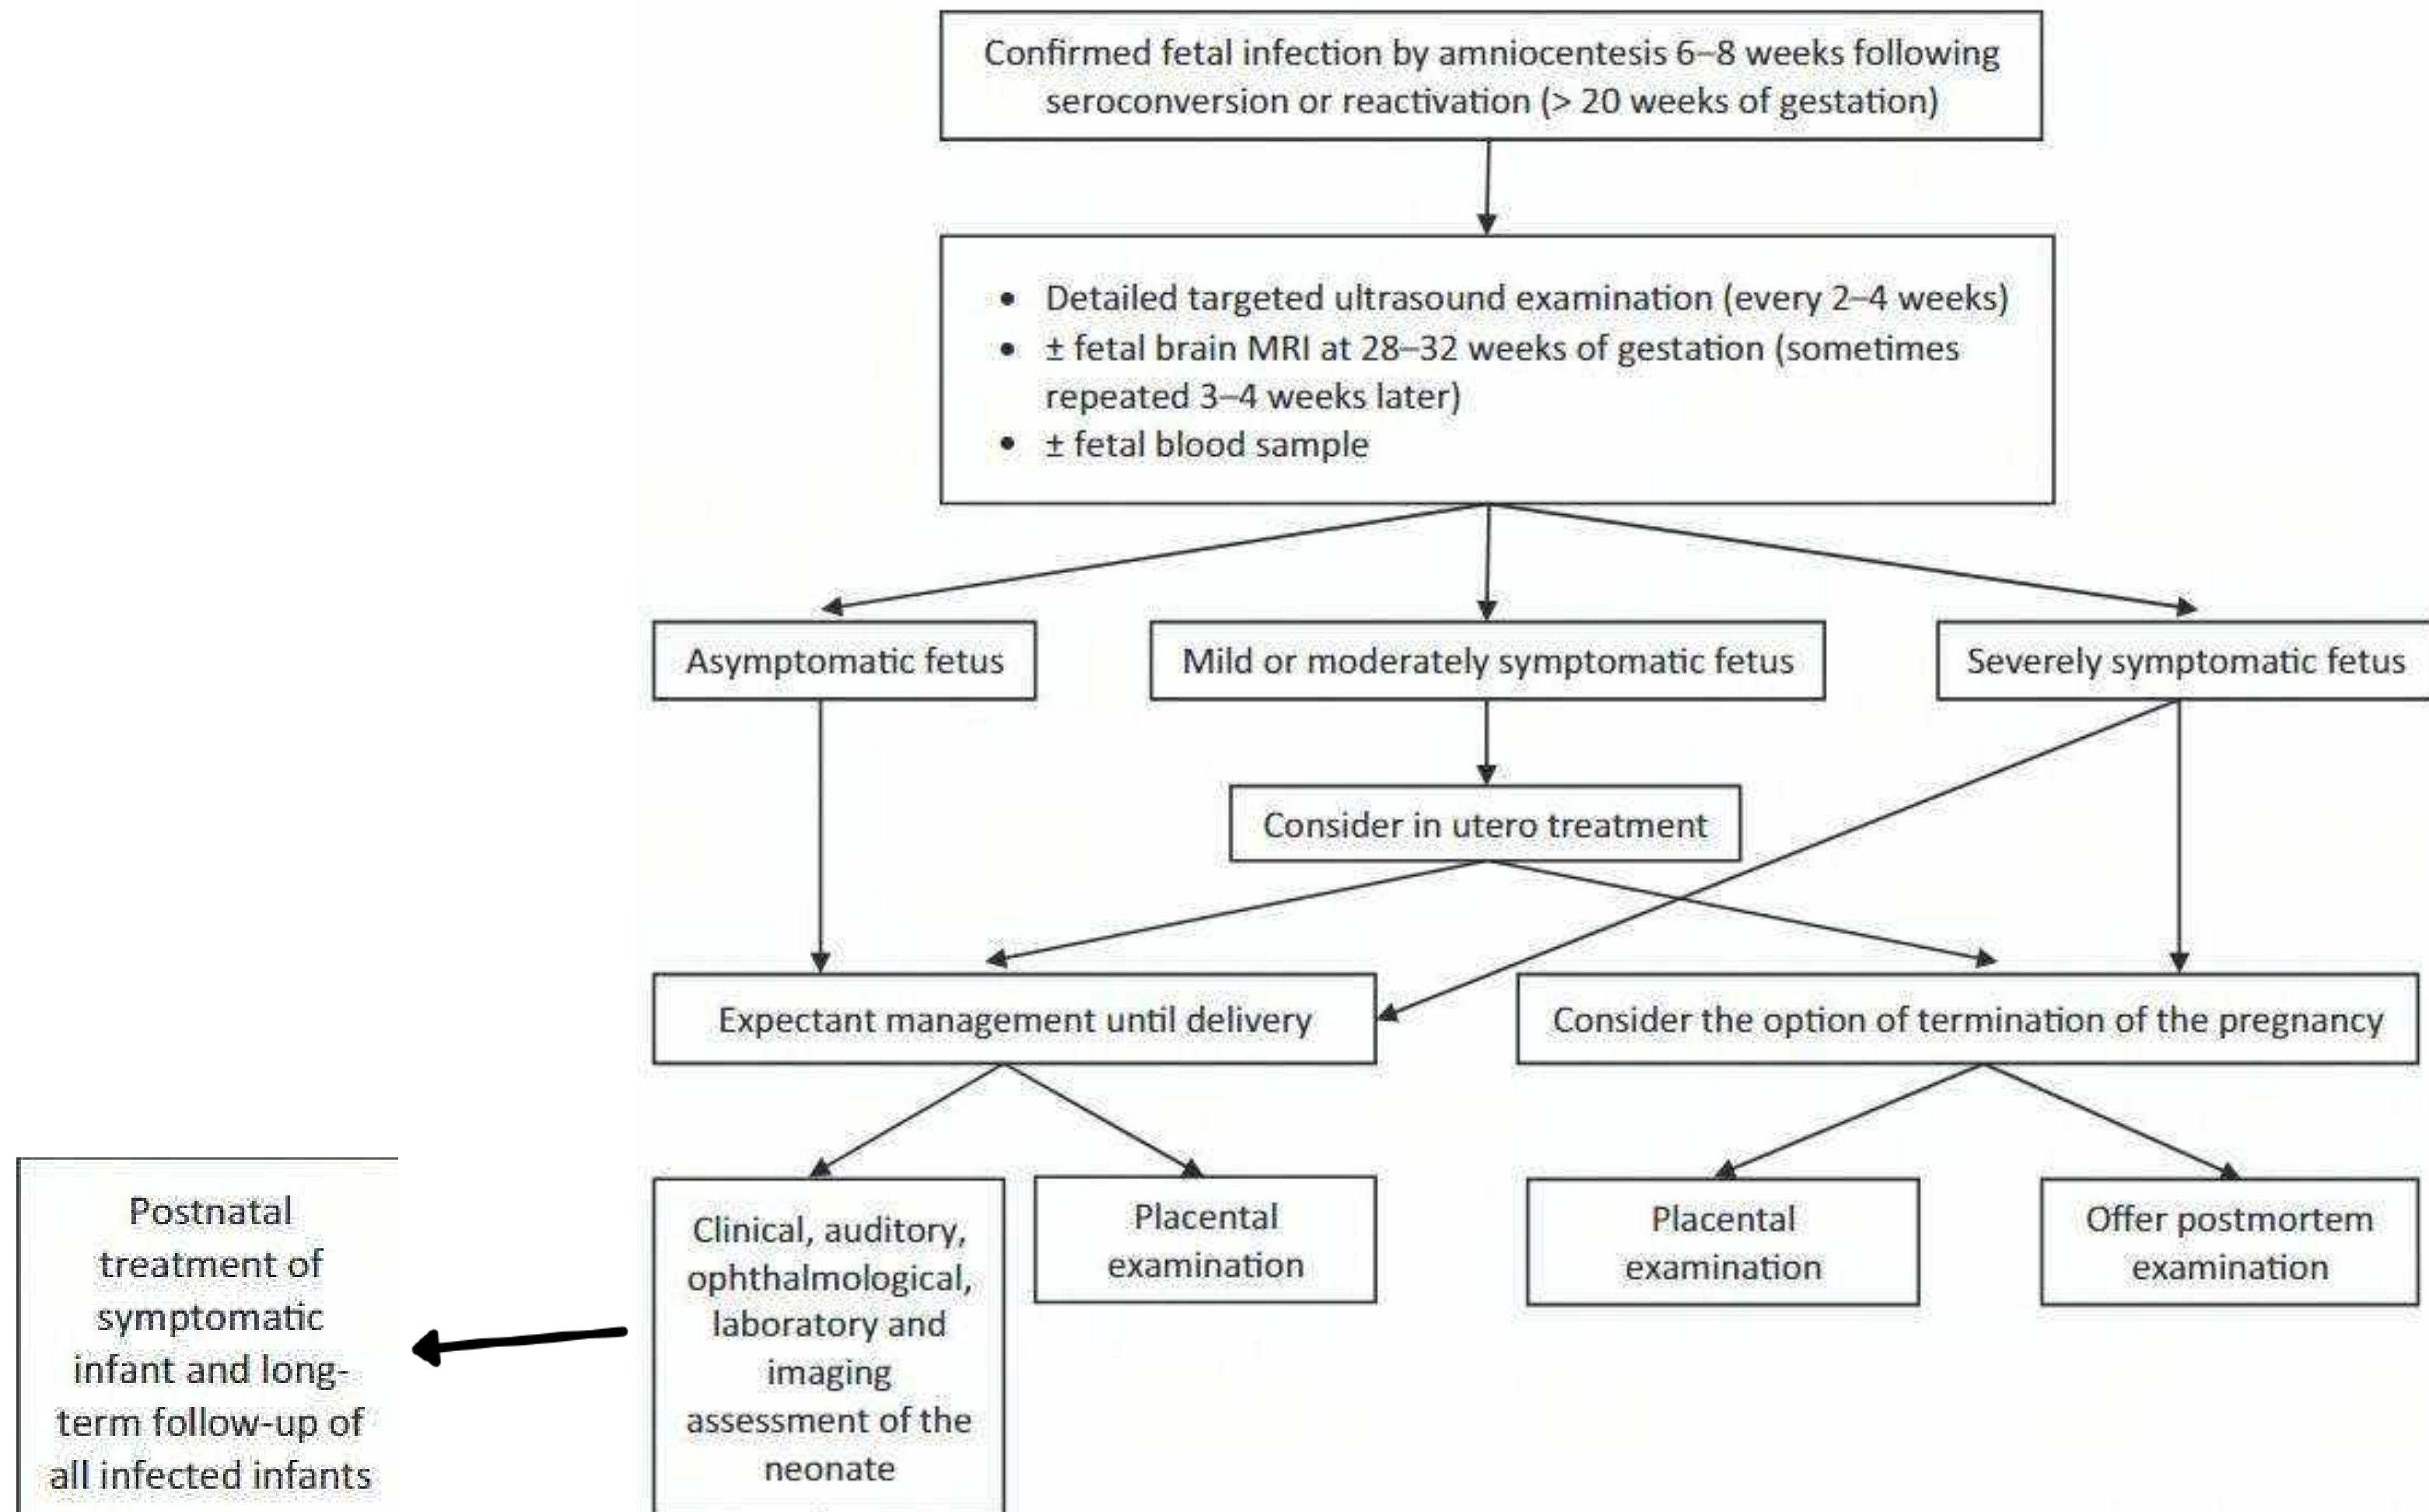 Confirmed fetal infection by amniocentesis 6–8 weeks following
seroconversion or reactivation (> 20 weeks of gestation)
• Detailed targeted ultrasound examination (every 2–4 weeks)
• ± fetal brain MRI at 28–32 weeks of gestation (sometimes
repeated 3–4 weeks later)
• ± fetal blood sample
Asymptomatic fetus
Mild or moderately symptomatic fetus
Severely symptomatic fetus
Consider in utero treatment
Expectant management until delivery
Consider the option of termination of the pregnancy
Postnatal
treatment of
symptomatic
infant and long-
term follow-up of
all infected infants
Clinical, auditory,
ophthalmological,
laboratory and
imaging
assessment of the
neonate
Placental
examination
Placental
examination
Offer postmortem
examination